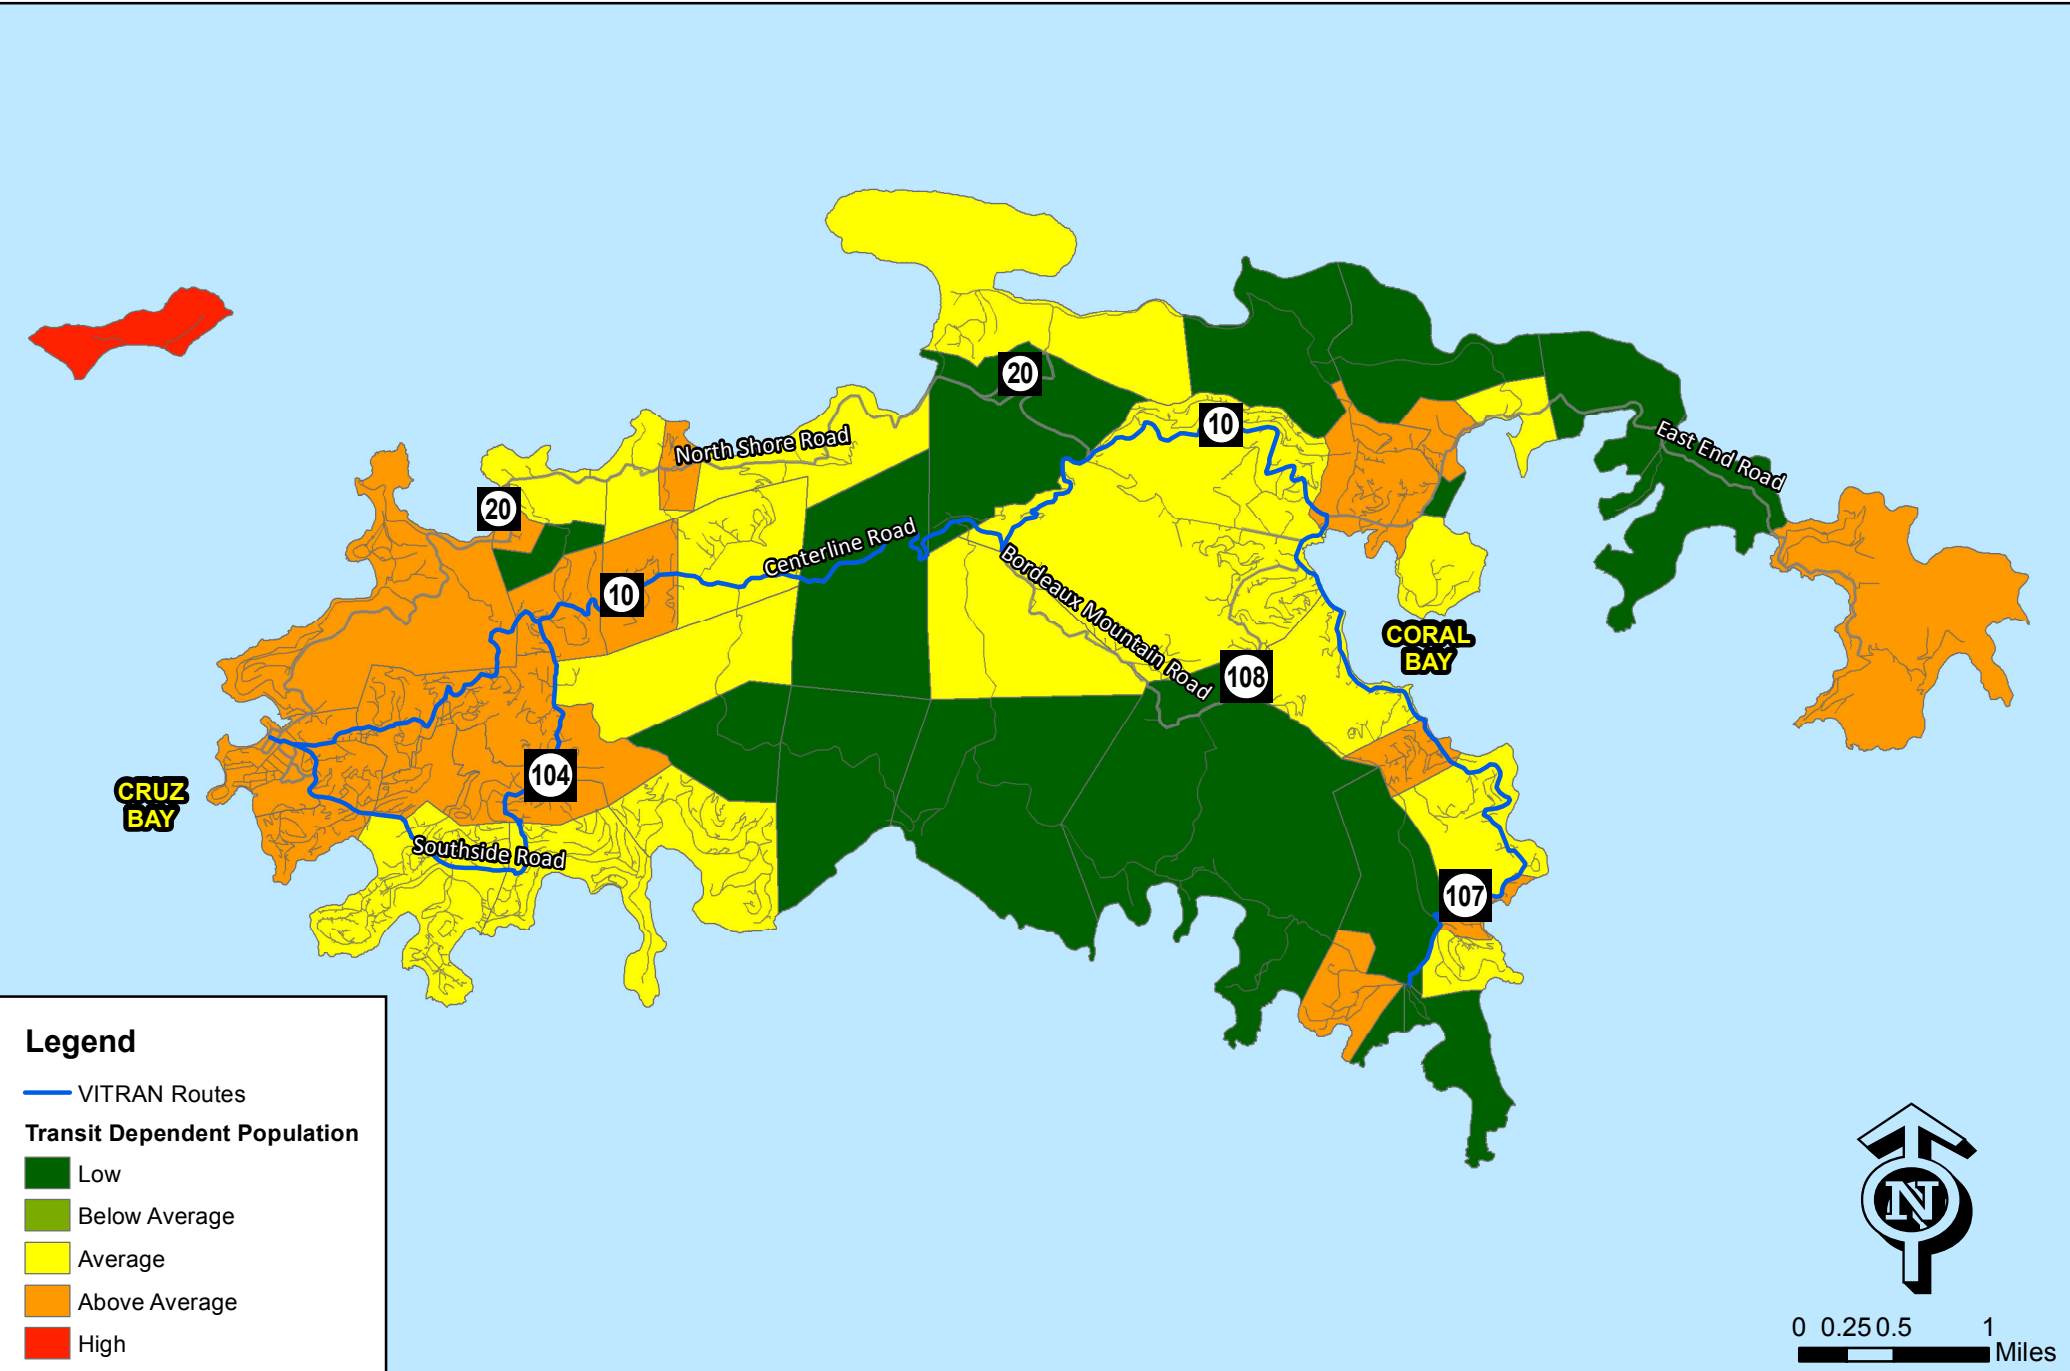 20
10
East End Road
North Shore Road
20
Centerline Road
10
Bordeaux Mountain Road
CORAL
BAY
108
104
CRUZ
BAY
Southside Road
107
Legend
VITRAN Routes
Transit Dependent Population
Low
Below Average
Average
Above Average
High
N
0 0.25 0.5 1
Miles